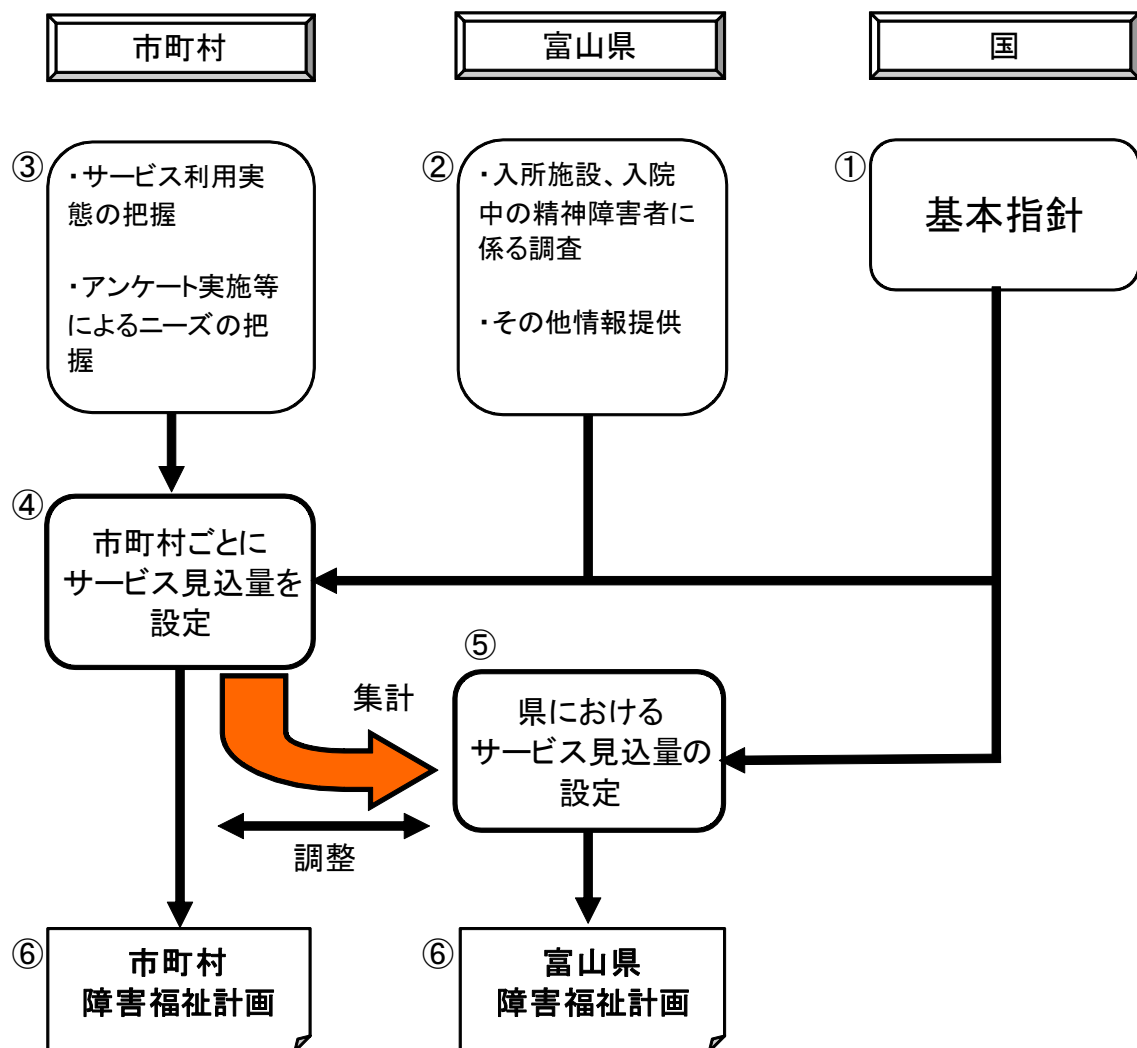 市町村
富山県
国
③
・サービス利用実
態の把握
・アンケート実施等
によるニーズの把
握
②
・入所施設、入院
中の精神障害者に
係る調査
・その他情報提供
①
基本指針
④
市町村ごとに
サービス見込量を
設定
⑤
県における
サービス見込量の
設定
集計
調整
⑥
市町村
障害福祉計画
⑥
富山県
障害福祉計画